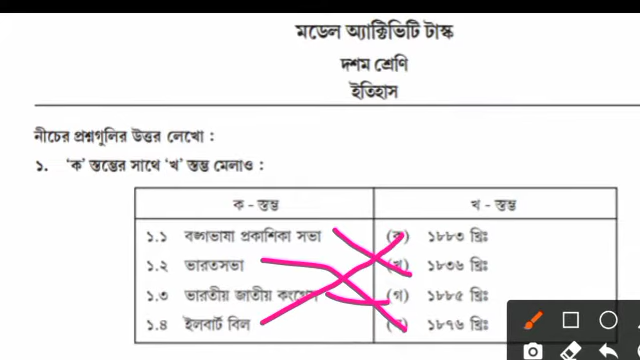 মডেল অ্যাক্টিভিটি টাস্ক
দশম শ্রেণি
ইতিহাস
নীচের প্রশ্নগুলির উত্তর লেখো :
১. ‘ক’ স্তম্ভের সাথে ‘খ’ স্তম্ভ মেলাও :
ক - স্তম্ভ খ - স্তম্ভ
১.১ বঙ্গভাষা প্রকাশিকা সভা (ক) ১৮৮৩ খ্রিঃ
১.২ ভারতসভা (খ) ১৮৩৬ খ্রিঃ
১.৩ ভারতীয় জাতীয় কংগ্রেস (গ) ১৮৮৫ খ্রিঃ
১.৪ ইলবার্ট বিল ১৮৭৬ খ্রিঃ